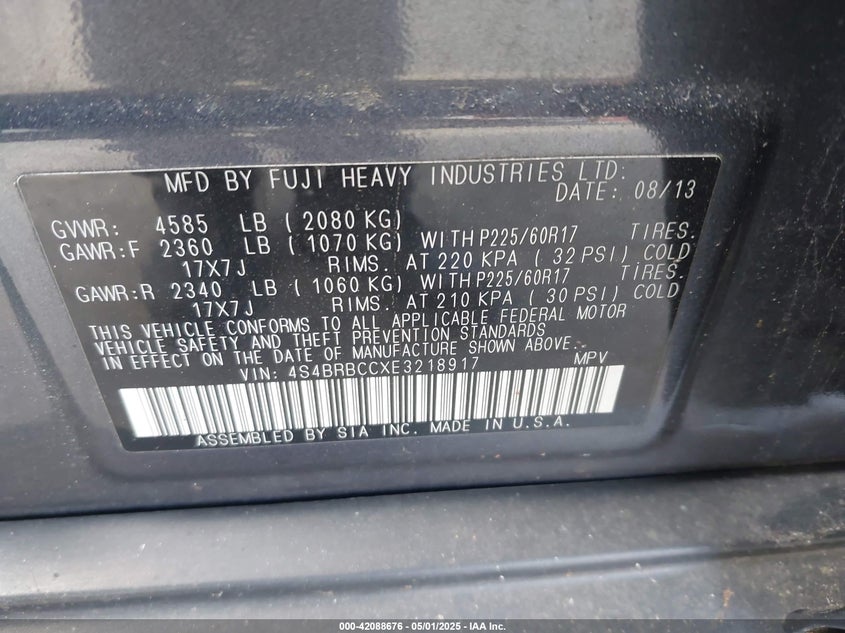 MFD BY FUJI HEAVY INDUSTRIES LTD.
DATE: 08/13
GVWR: 4585 LB ( 2080 KG)
GAWR:F 2360 LB ( 1070 KG) WITH P225/60R17 TIRES.
17X7J RIMS. AT 220 KPA ( 32 PSI) COLD
GAWR:R 2340 LB ( 1060 KG) WITH P225/60R17 TIRES.
17X7J RIMS. AT 210 KPA ( 30 PSI) COLD
THIS VEHICLE CONFORMS TO ALL APPLICABLE FEDERAL MOTOR
VEHICLE SAFETY AND THEFT PREVENTION STANDARDS
IN EFFECT ON THE DATE OF MANUFACTURE SHOWN ABOVE.
VIN: 4S4BRBCCXE3218917 MPV
ASSEMBLED BY SIA INC. MADE IN U.S.A.
000-42088676 - 05/01/2025 - IAA Inc.